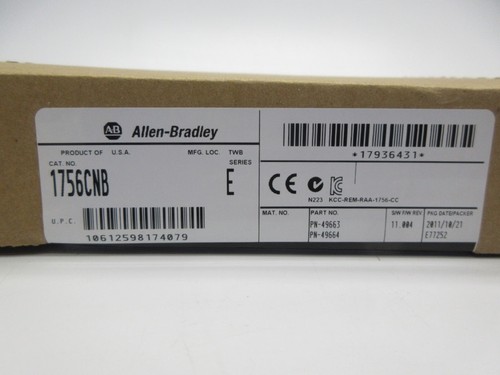 AB Allen-Bradley
PRODUCT OF U.S.A. MFG. LOC. TWB
CAT. NO. SERIES
1756CNB E
U.P.C.
10612598174079
*17936431*
CE C KC
N223 KCC-REM-RAA-1756-CC
MAT. NO. PART NO. S/W F/W REV PKG DATE/PACKER
PN-49663 11.004 2011/10/21
PN-49664 E77252